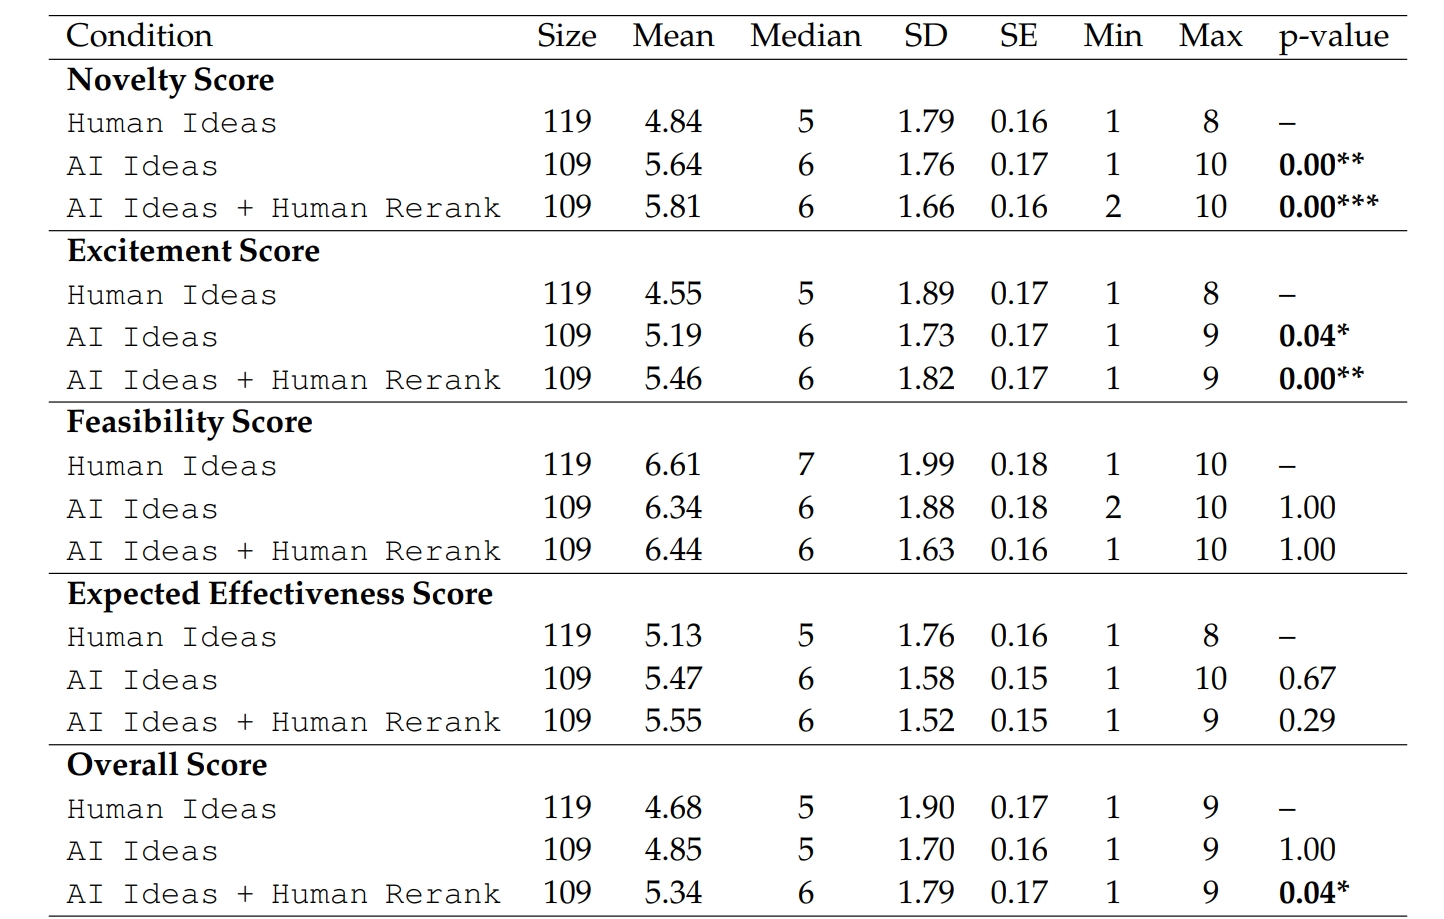 Condition Size Mean Median SD SE Min Max p-value
Novelty Score
Human Ideas 119 4.84 5 1.79 0.16 1 8 –
AI Ideas 109 5.64 6 1.76 0.17 1 10 0.00**
AI Ideas + Human Rerank 109 5.81 6 1.66 0.16 2 10 0.00***
Excitement Score
Human Ideas 119 4.55 5 1.89 0.17 1 8 –
AI Ideas 109 5.19 6 1.73 0.17 1 9 0.04*
AI Ideas + Human Rerank 109 5.46 6 1.82 0.17 1 9 0.00**
Feasibility Score
Human Ideas 119 6.61 7 1.99 0.18 1 10 –
AI Ideas 109 6.34 6 1.88 0.18 2 10 1.00
AI Ideas + Human Rerank 109 6.44 6 1.63 0.16 1 10 1.00
Expected Effectiveness Score
Human Ideas 119 5.13 5 1.76 0.16 1 8 –
AI Ideas 109 5.47 6 1.58 0.15 1 10 0.67
AI Ideas + Human Rerank 109 5.55 6 1.52 0.15 1 9 0.29
Overall Score
Human Ideas 119 4.68 5 1.90 0.17 1 9 –
AI Ideas 109 4.85 5 1.70 0.16 1 9 1.00
AI Ideas + Human Rerank 109 5.34 6 1.79 0.17 1 9 0.04*